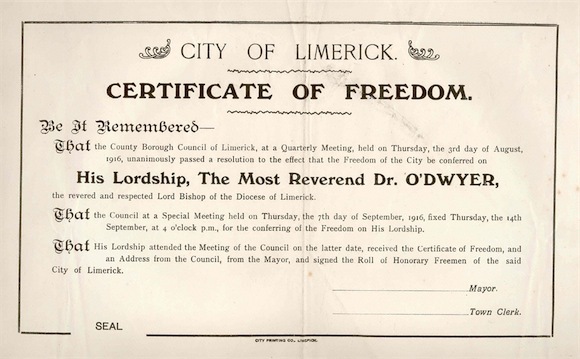 CITY OF LIMERICK.
CERTIFICATE OF FREEDOM.
Be It Remembered—
That the County Borough Council of Limerick, at a Quarterly Meeting, held on Thursday, the 3rd day of August,
1916, unanimously passed a resolution to the effect that the Freedom of the City be conferred on
His Lordship, The Most Reverend Dr. O'DWYER,
the revered and respected Lord Bishop of the Diocese of Limerick.
That the Council at a Special Meeting held on Thursday, the 7th day of September, 1916, fixed Thursday, the 14th
September, at 4 o'clock p.m., for the conferring of the Freedom on His Lordship.
That His Lordship attended the Meeting of the Council on the latter date, received the Certificate of Freedom, and
an Address from the Council, from the Mayor, and signed the Roll of Honorary Freemen of the said
City of Limerick.
Mayor.
Town Clerk.
SEAL
CITY PRINTING CO., LIMERICK.